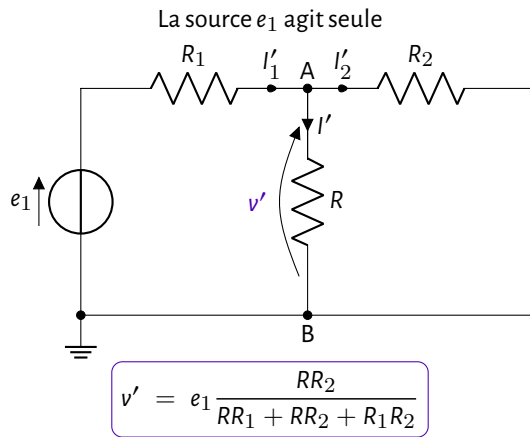 La source e₁ agit seule
R₁ I′₁ A I′₂ R₂
I′
e₁ v′ R
B
v′ = e₁ RR₂ / (RR₁ + RR₂ + R₁R₂)